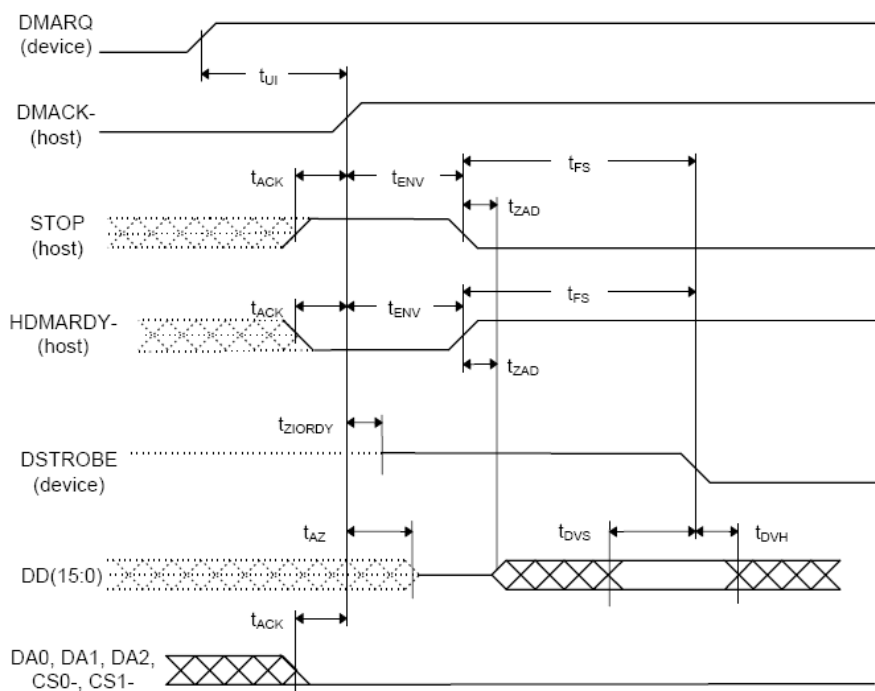 DMARQ
(device)
tUI
DMACK-
(host)
tACK
tENV
tFS
tZAD
STOP
(host)
tACK
tENV
tFS
HDMARDY-
(host)
tZAD
tZIORDY
DSTROBE
(device)
tAZ
tDVS
tDVH
DD(15:0)
tACK
DA0, DA1, DA2,
CS0-, CS1-